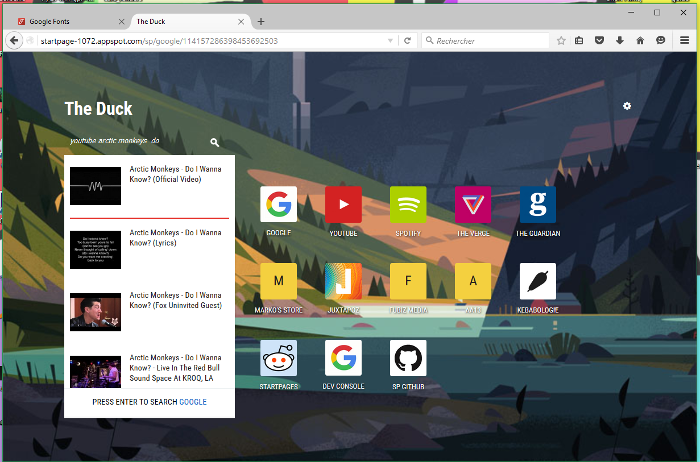 Google Fonts
The Duck
startpage-1072.appspot.com/sp/google/114157286398453692503
Rechercher
The Duck
youtube arctic monkeys do
Arctic Monkeys - Do I Wanna
Know? (Official Video)
Arctic Monkeys - Do I Wanna
Know? (Lyrics)
Arctic Monkeys - Do I Wanna
Know? (Fox Uninvited Guest)
Arctic Monkeys - Do I Wanna
Know? - Live In The Red Bull
Sound Space At KROQ, LA
PRESS ENTER TO SEARCH GOOGLE
GOOGLE
YOUTUBE
SPOTIFY
THE VERGE
THE GUARDIAN
M
F
A
MARKO'S STORE
JUXTAPOZ
FUBIZ MEDIA
KEBABOLOGIE
STARTPAGES
DEV CONSOLE
SP GITHUB